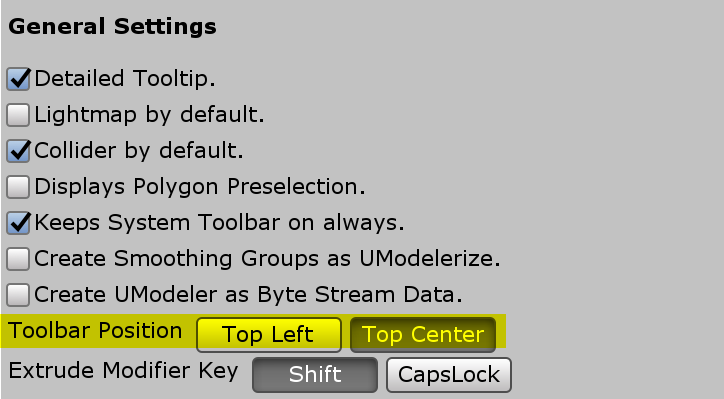 General Settings
Detailed Tooltip.
Lightmap by default.
Collider by default.
Displays Polygon Preselection.
Keeps System Toolbar on always.
Create Smoothing Groups as UModelerize.
Create UModeler as Byte Stream Data.
Toolbar Position Top Left Top Center
Extrude Modifier Key Shift CapsLock